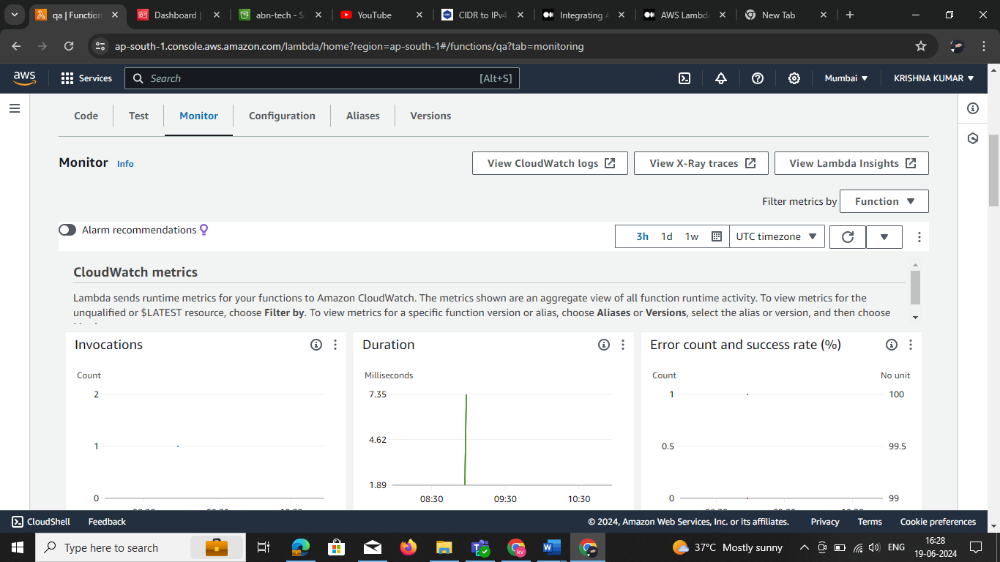 qa | Function
Dashboard |
abn-tech - S
YouTube
CIDR to IPv4
Integrating A
AWS Lambda
New Tab
ap-south-1.console.aws.amazon.com/lambda/home?region=ap-south-1#/functions/qa?tab=monitoring
aws
Services
Search
[Alt+S]
Mumbai
KRISHNA KUMAR
Code
Test
Monitor
Configuration
Aliases
Versions
Monitor Info
View CloudWatch logs
View X-Ray traces
View Lambda Insights
Filter metrics by
Function
Alarm recommendations
3h 1d 1w
UTC timezone
CloudWatch metrics
Lambda sends runtime metrics for your functions to Amazon CloudWatch. The metrics shown are an aggregate view of all function runtime activity. To view metrics for the
unqualified or $LATEST resource, choose Filter by. To view metrics for a specific function version or alias, choose Aliases or Versions, select the alias or version, and then choose
Invocations
Count
2
1
0
Duration
Milliseconds
7.35
4.62
1.89
08:30 09:30 10:30
Error count and success rate (%)
Count No unit
1 100
0.5 99.5
0 99
CloudShell
Feedback
© 2024, Amazon Web Services, Inc. or its affiliates.
Privacy
Terms
Cookie preferences
Type here to search
kv
37°C Mostly sunny
ENG
16:28
19-06-2024